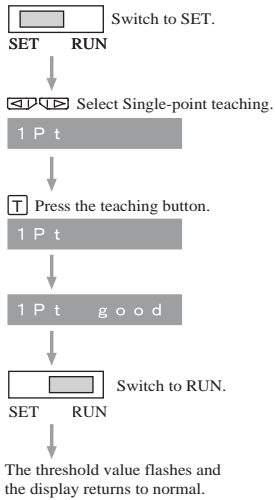 Switch to SET.
SET RUN
Select Single-point teaching.
1Pt
T Press the teaching button.
1Pt
1Pt good
Switch to RUN.
SET RUN
The threshold value flashes and
the display returns to normal.